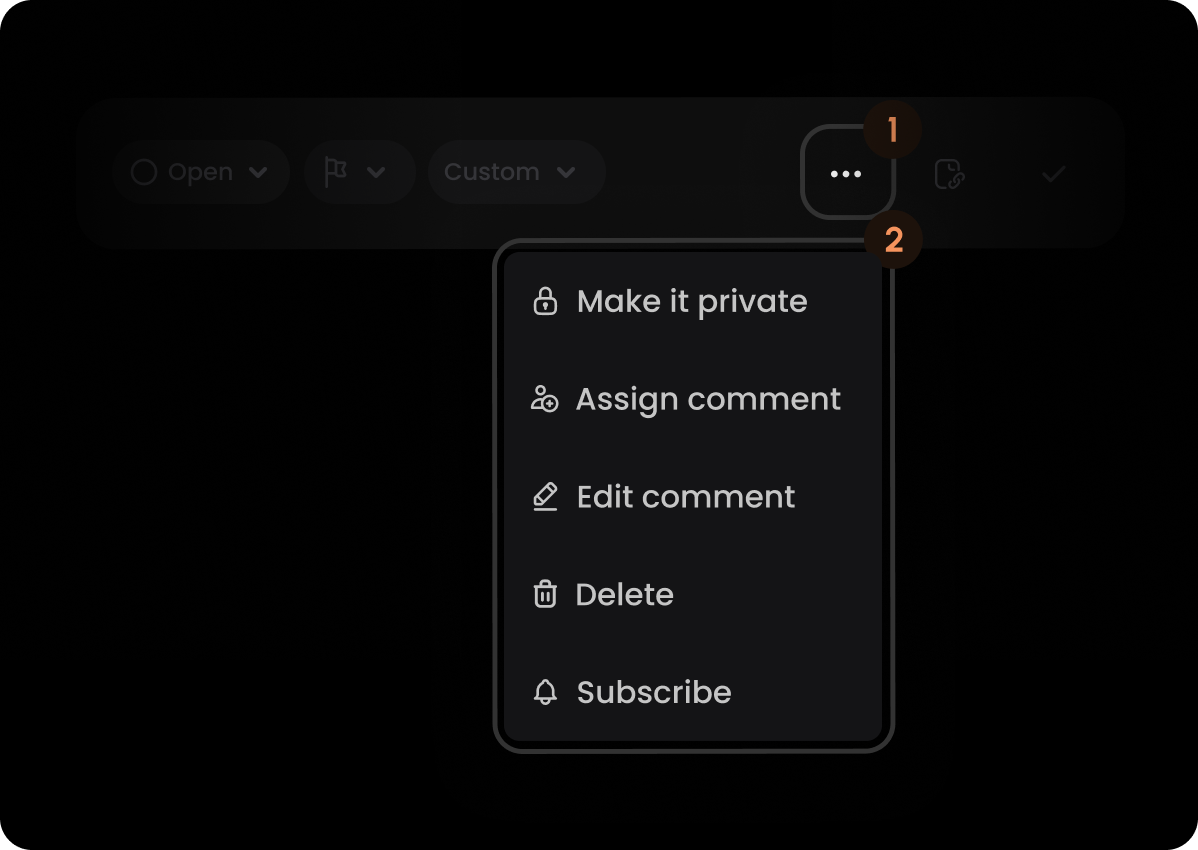 1
Open
Custom
2
Make it private
Assign comment
Edit comment
Delete
Subscribe